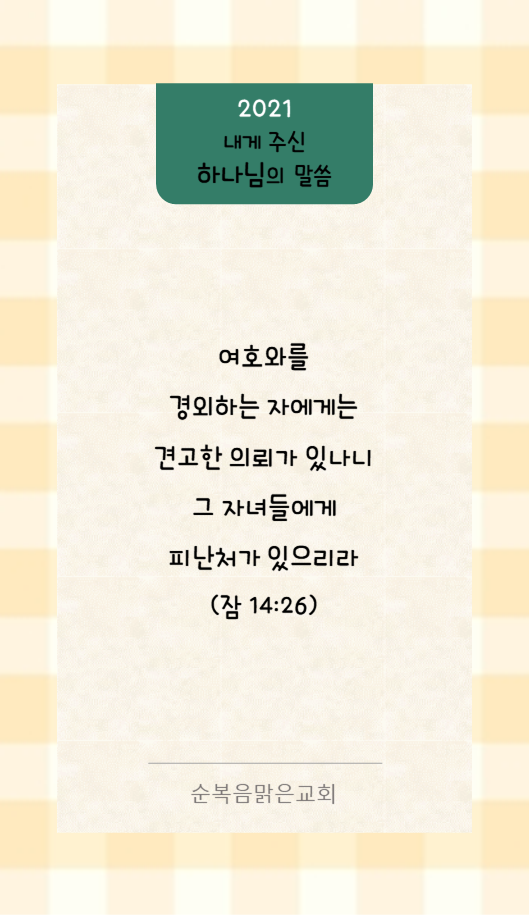 2021
내게 주신
하나님의 말씀
여호와를
경외하는 자에게는
견고한 의뢰가 있나니
그 자녀들에게
피난처가 있으리라
(잠 14:26)
순복음맑은교회